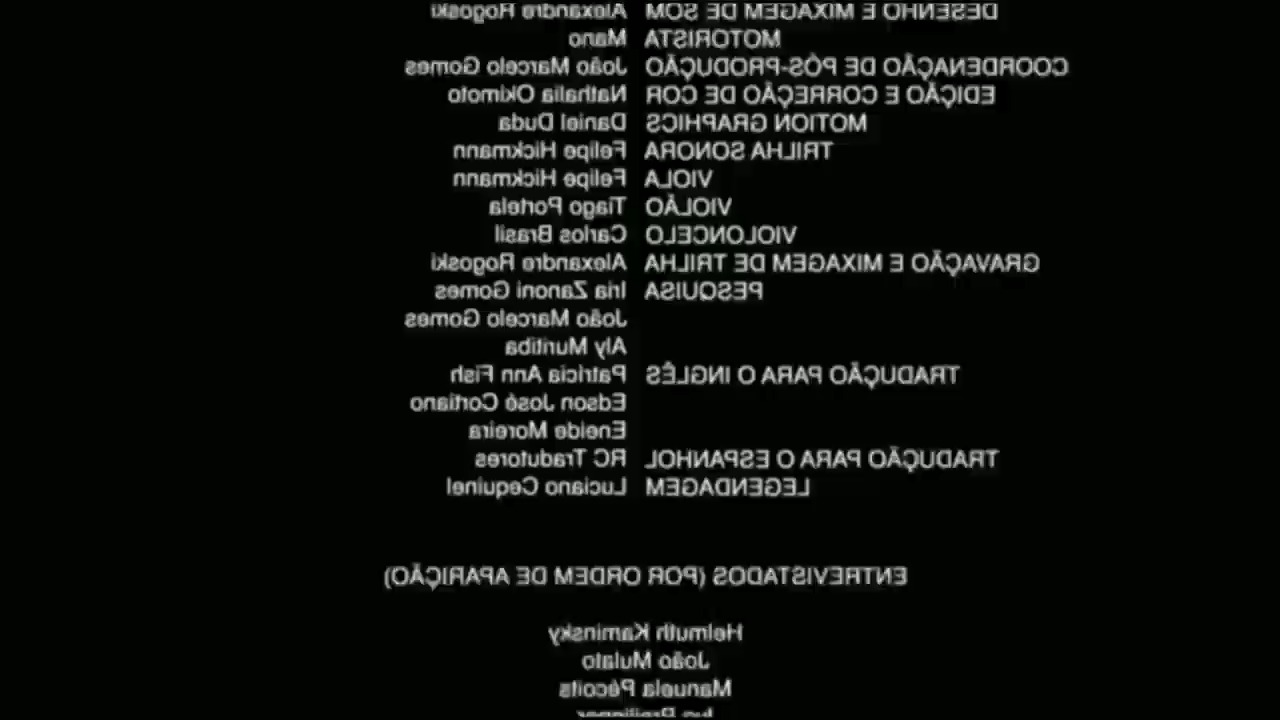 DESENHO E MIXAGEM DE SOM Alexandre Rogoski
MOTORISTA Mano
COORDENAÇÃO DE PÓS-PRODUÇÃO João Marcelo Gomes
EDIÇÃO E CORREÇÃO DE COR Nathalia Okimoto
MOTION GRAPHICS Daniel Duda
TRILHA SONORA Felipe Hickmann
VIOLA Felipe Hickmann
VIOLÃO Tiago Portela
VIOLONCELO Carlos Brasil
GRAVAÇÃO E MIXAGEM DE TRILHA Alexandre Rogoski
PESQUISA Iria Zanoni Gomes
João Marcelo Gomes
Aly Muritiba
TRADUÇÃO PARA O INGLÊS Patricia Ann Fish
Edson José Cortiano
Eneide Moreira
TRADUÇÃO PARA O ESPANHOL RC Tradutores
LEGENDAGEM Luciano Cequinel
ENTREVISTADOS (POR ORDEM DE APARIÇÃO)
Helmuth Kaminsky
João Mulato
Manuela Pécoits